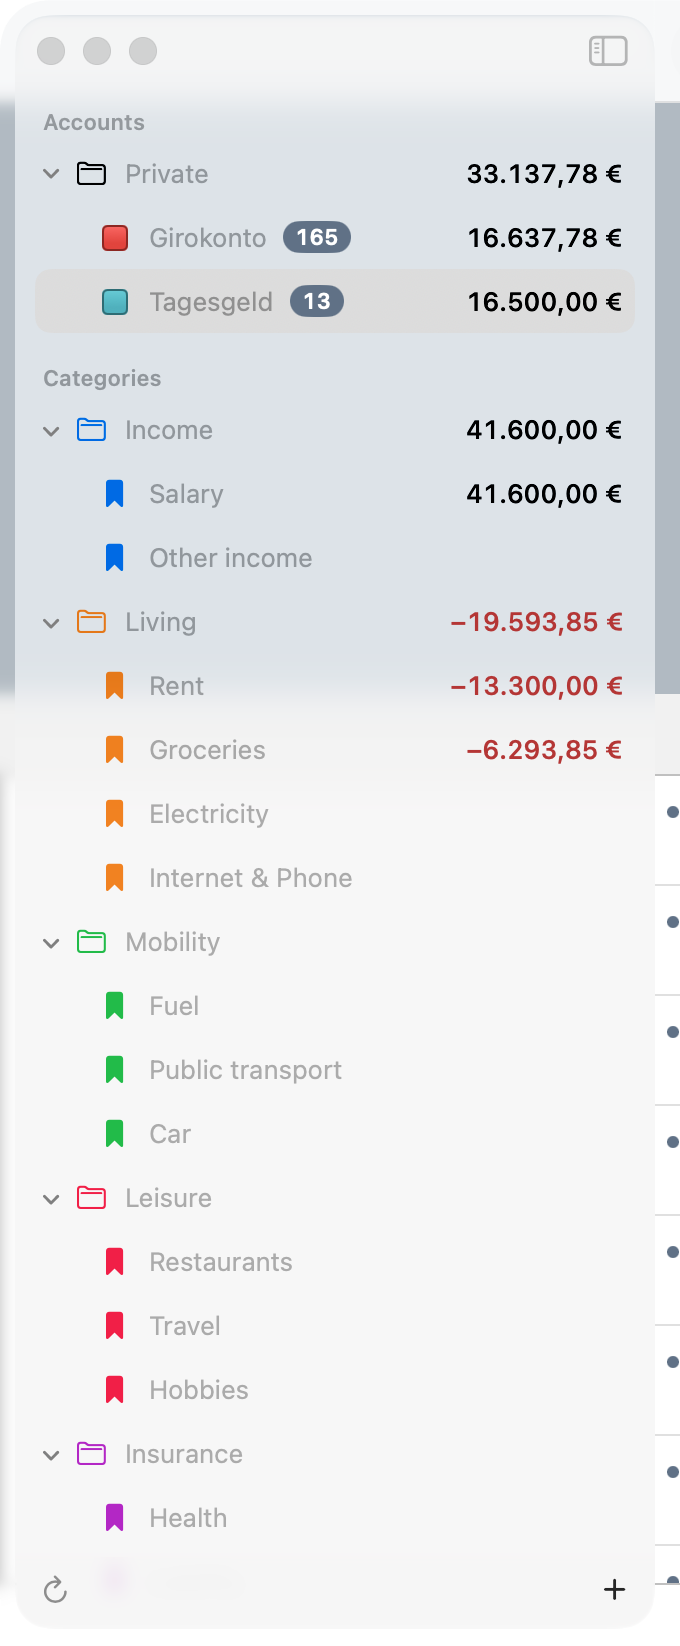 Accounts
Private 33.137,78 €
Girokonto 165 16.637,78 €
Tagesgeld 13 16.500,00 €
Categories
Income 41.600,00 €
Salary 41.600,00 €
Other income
Living −19.593,85 €
Rent −13.300,00 €
Groceries −6.293,85 €
Electricity
Internet & Phone
Mobility
Fuel
Public transport
Car
Leisure
Restaurants
Travel
Hobbies
Insurance
Health